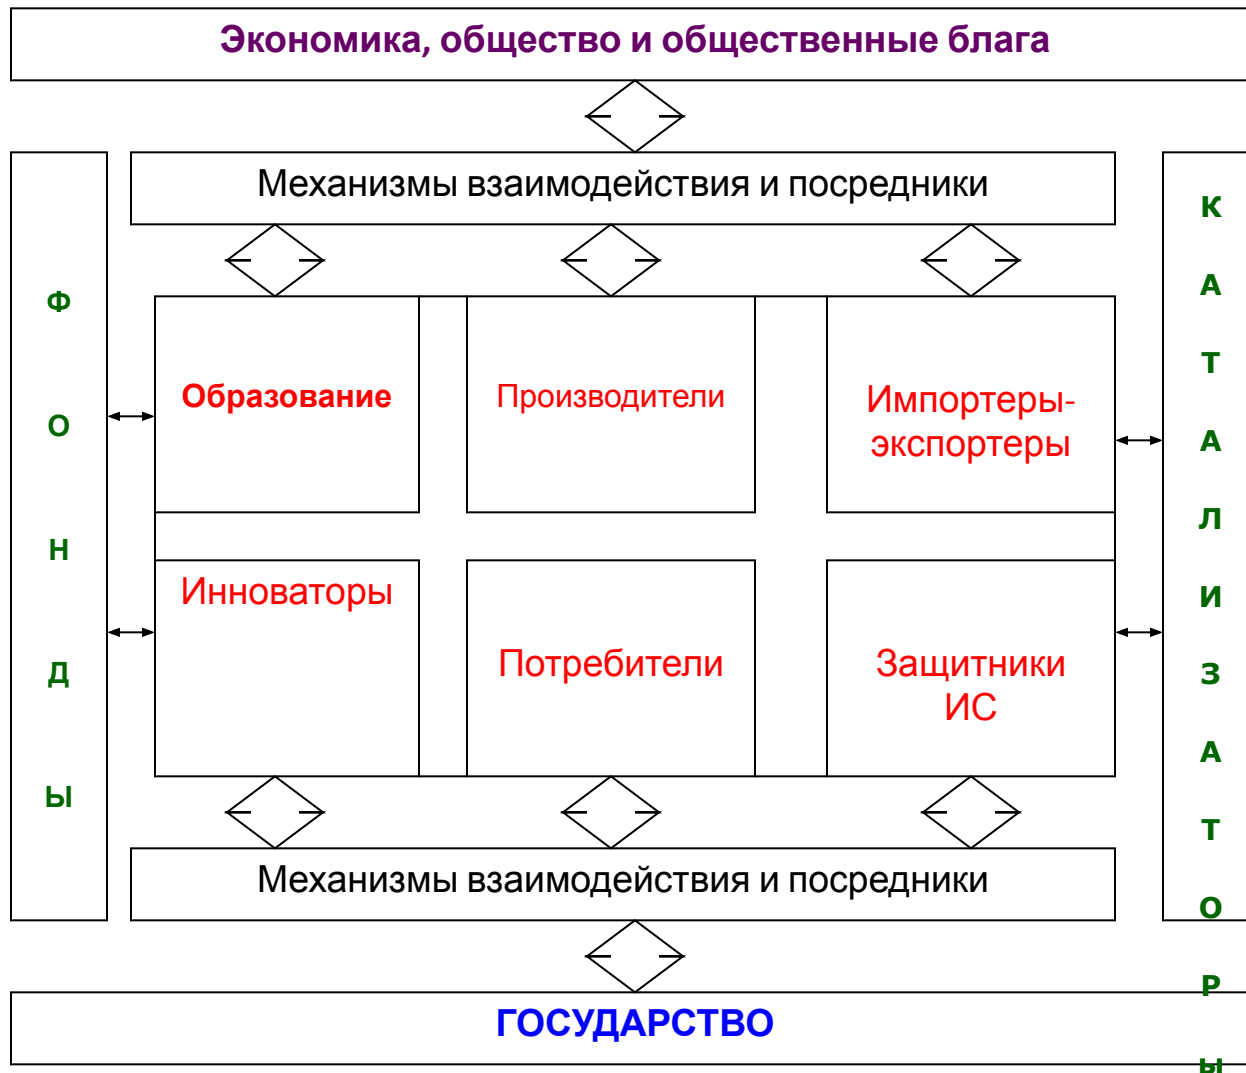 Экономика, общество и общественные блага
Механизмы взаимодействия и посредники
Ф
О
Н
Д
Ы
Образование
Производители
Импортеры-
экспортеры
Инноваторы
Потребители
Защитники
ИС
К
А
Т
А
Л
И
З
А
Т
О
Р
Ы
Механизмы взаимодействия и посредники
ГОСУДАРСТВО